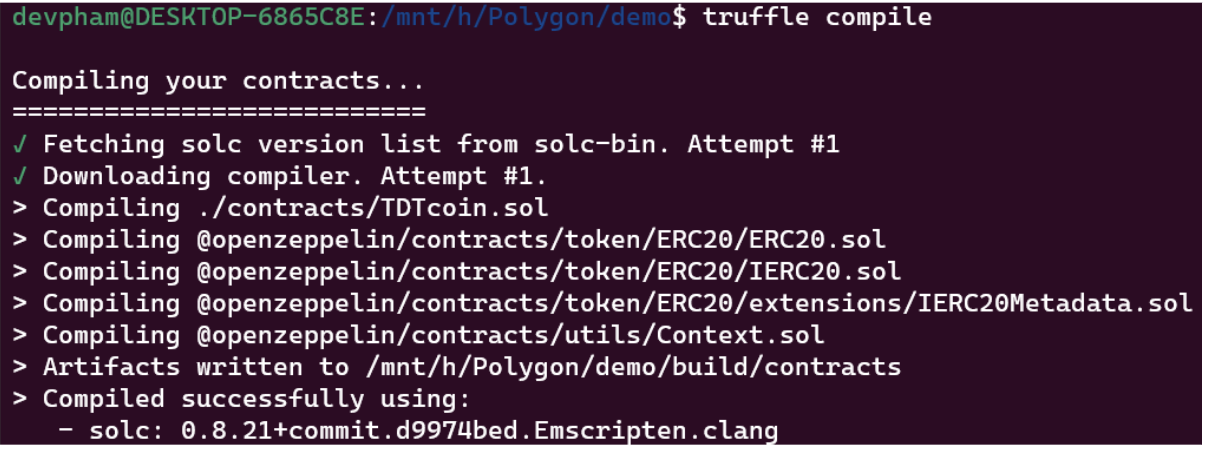 devpham@DESKTOP-6865C8E:/mnt/h/Polygon/demo$ truffle compile
Compiling your contracts...
===========================
√ Fetching solc version list from solc-bin. Attempt #1
√ Downloading compiler. Attempt #1.
> Compiling ./contracts/TDTcoin.sol
> Compiling @openzeppelin/contracts/token/ERC20/ERC20.sol
> Compiling @openzeppelin/contracts/token/ERC20/IERC20.sol
> Compiling @openzeppelin/contracts/token/ERC20/extensions/IERC20Metadata.sol
> Compiling @openzeppelin/contracts/utils/Context.sol
> Artifacts written to /mnt/h/Polygon/demo/build/contracts
> Compiled successfully using:
   - solc: 0.8.21+commit.d9974bed.Emscripten.clang